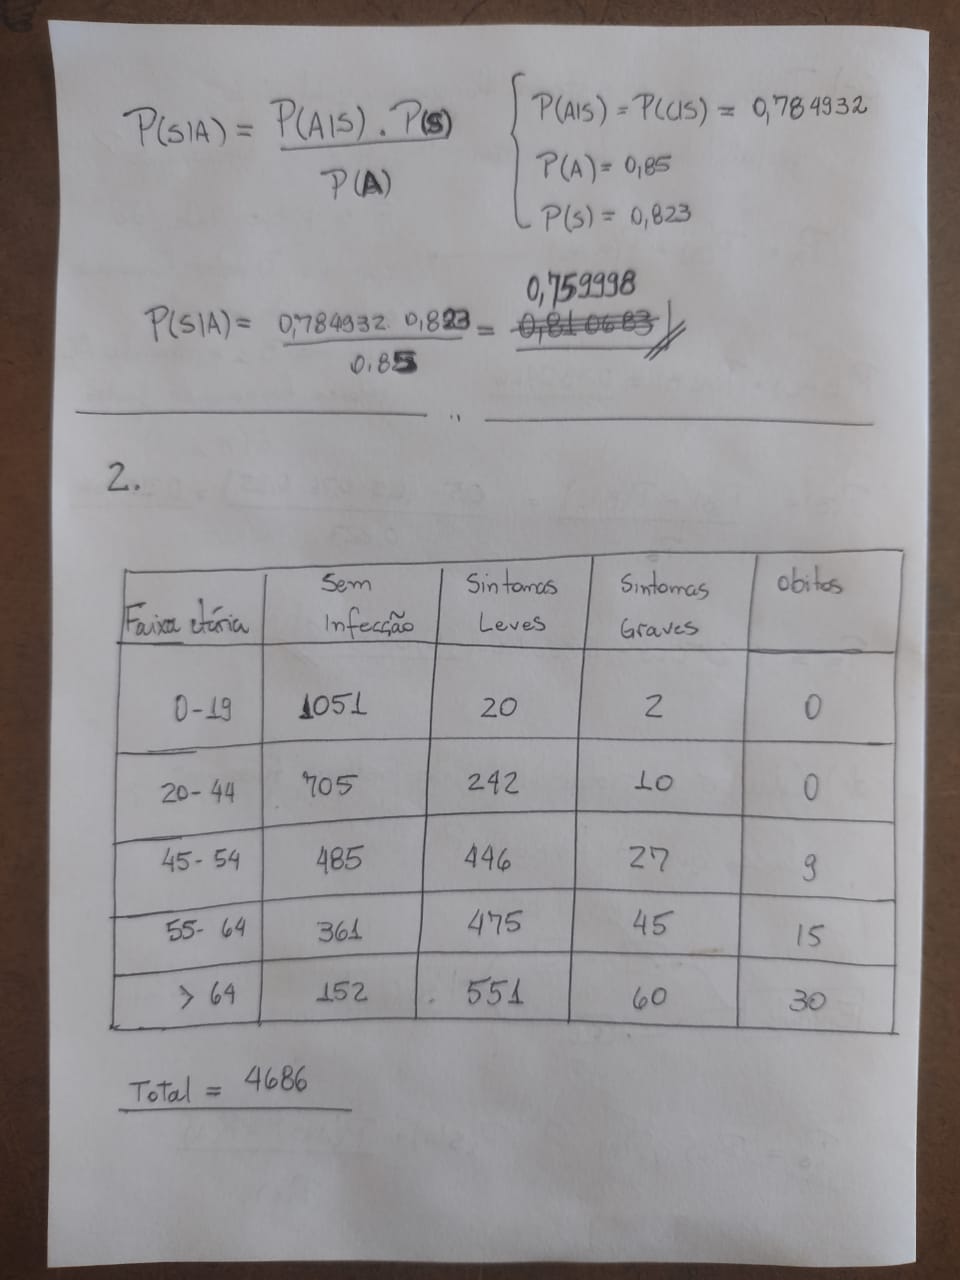 P(S|A) = P(A|S) . P(S) / P(A)
P(A|S) = P(C|S) = 0,784932
P(A) = 0,85
P(S) = 0,823
P(S|A) = 0,784932 . 0,823 / 0.85 = 0,759998
0,810683
2.
Faixa etária Sem Infecção Sintomas Leves Sintomas Graves Obitos
0-19 1051 20 2 0
20-44 705 242 10 0
45-54 485 446 27 9
55-64 361 475 45 15
> 64 152 551 60 30
Total = 4686